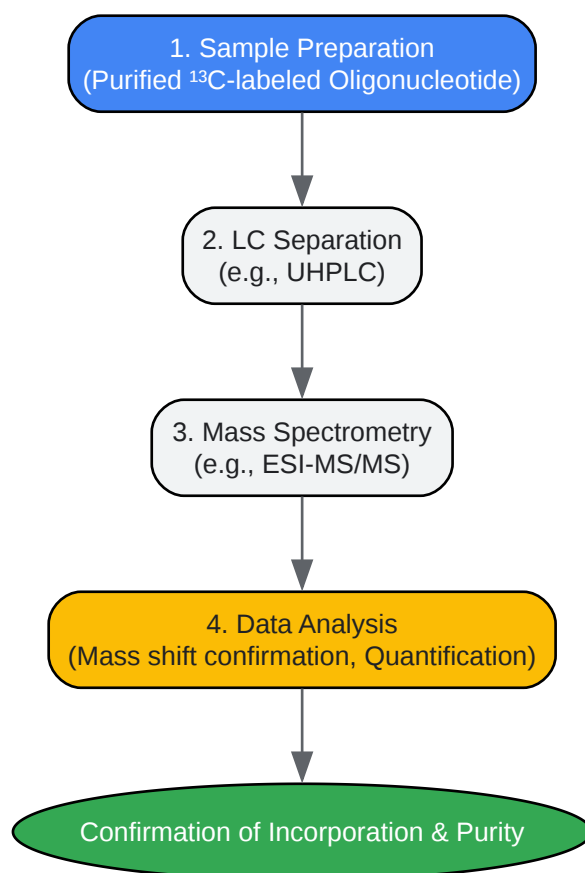 1. Sample Preparation
(Purified ¹³C-labeled Oligonucleotide)
2. LC Separation
(e.g., UHPLC)
3. Mass Spectrometry
(e.g., ESI-MS/MS)
4. Data Analysis
(Mass shift confirmation, Quantification)
Confirmation of Incorporation & Purity